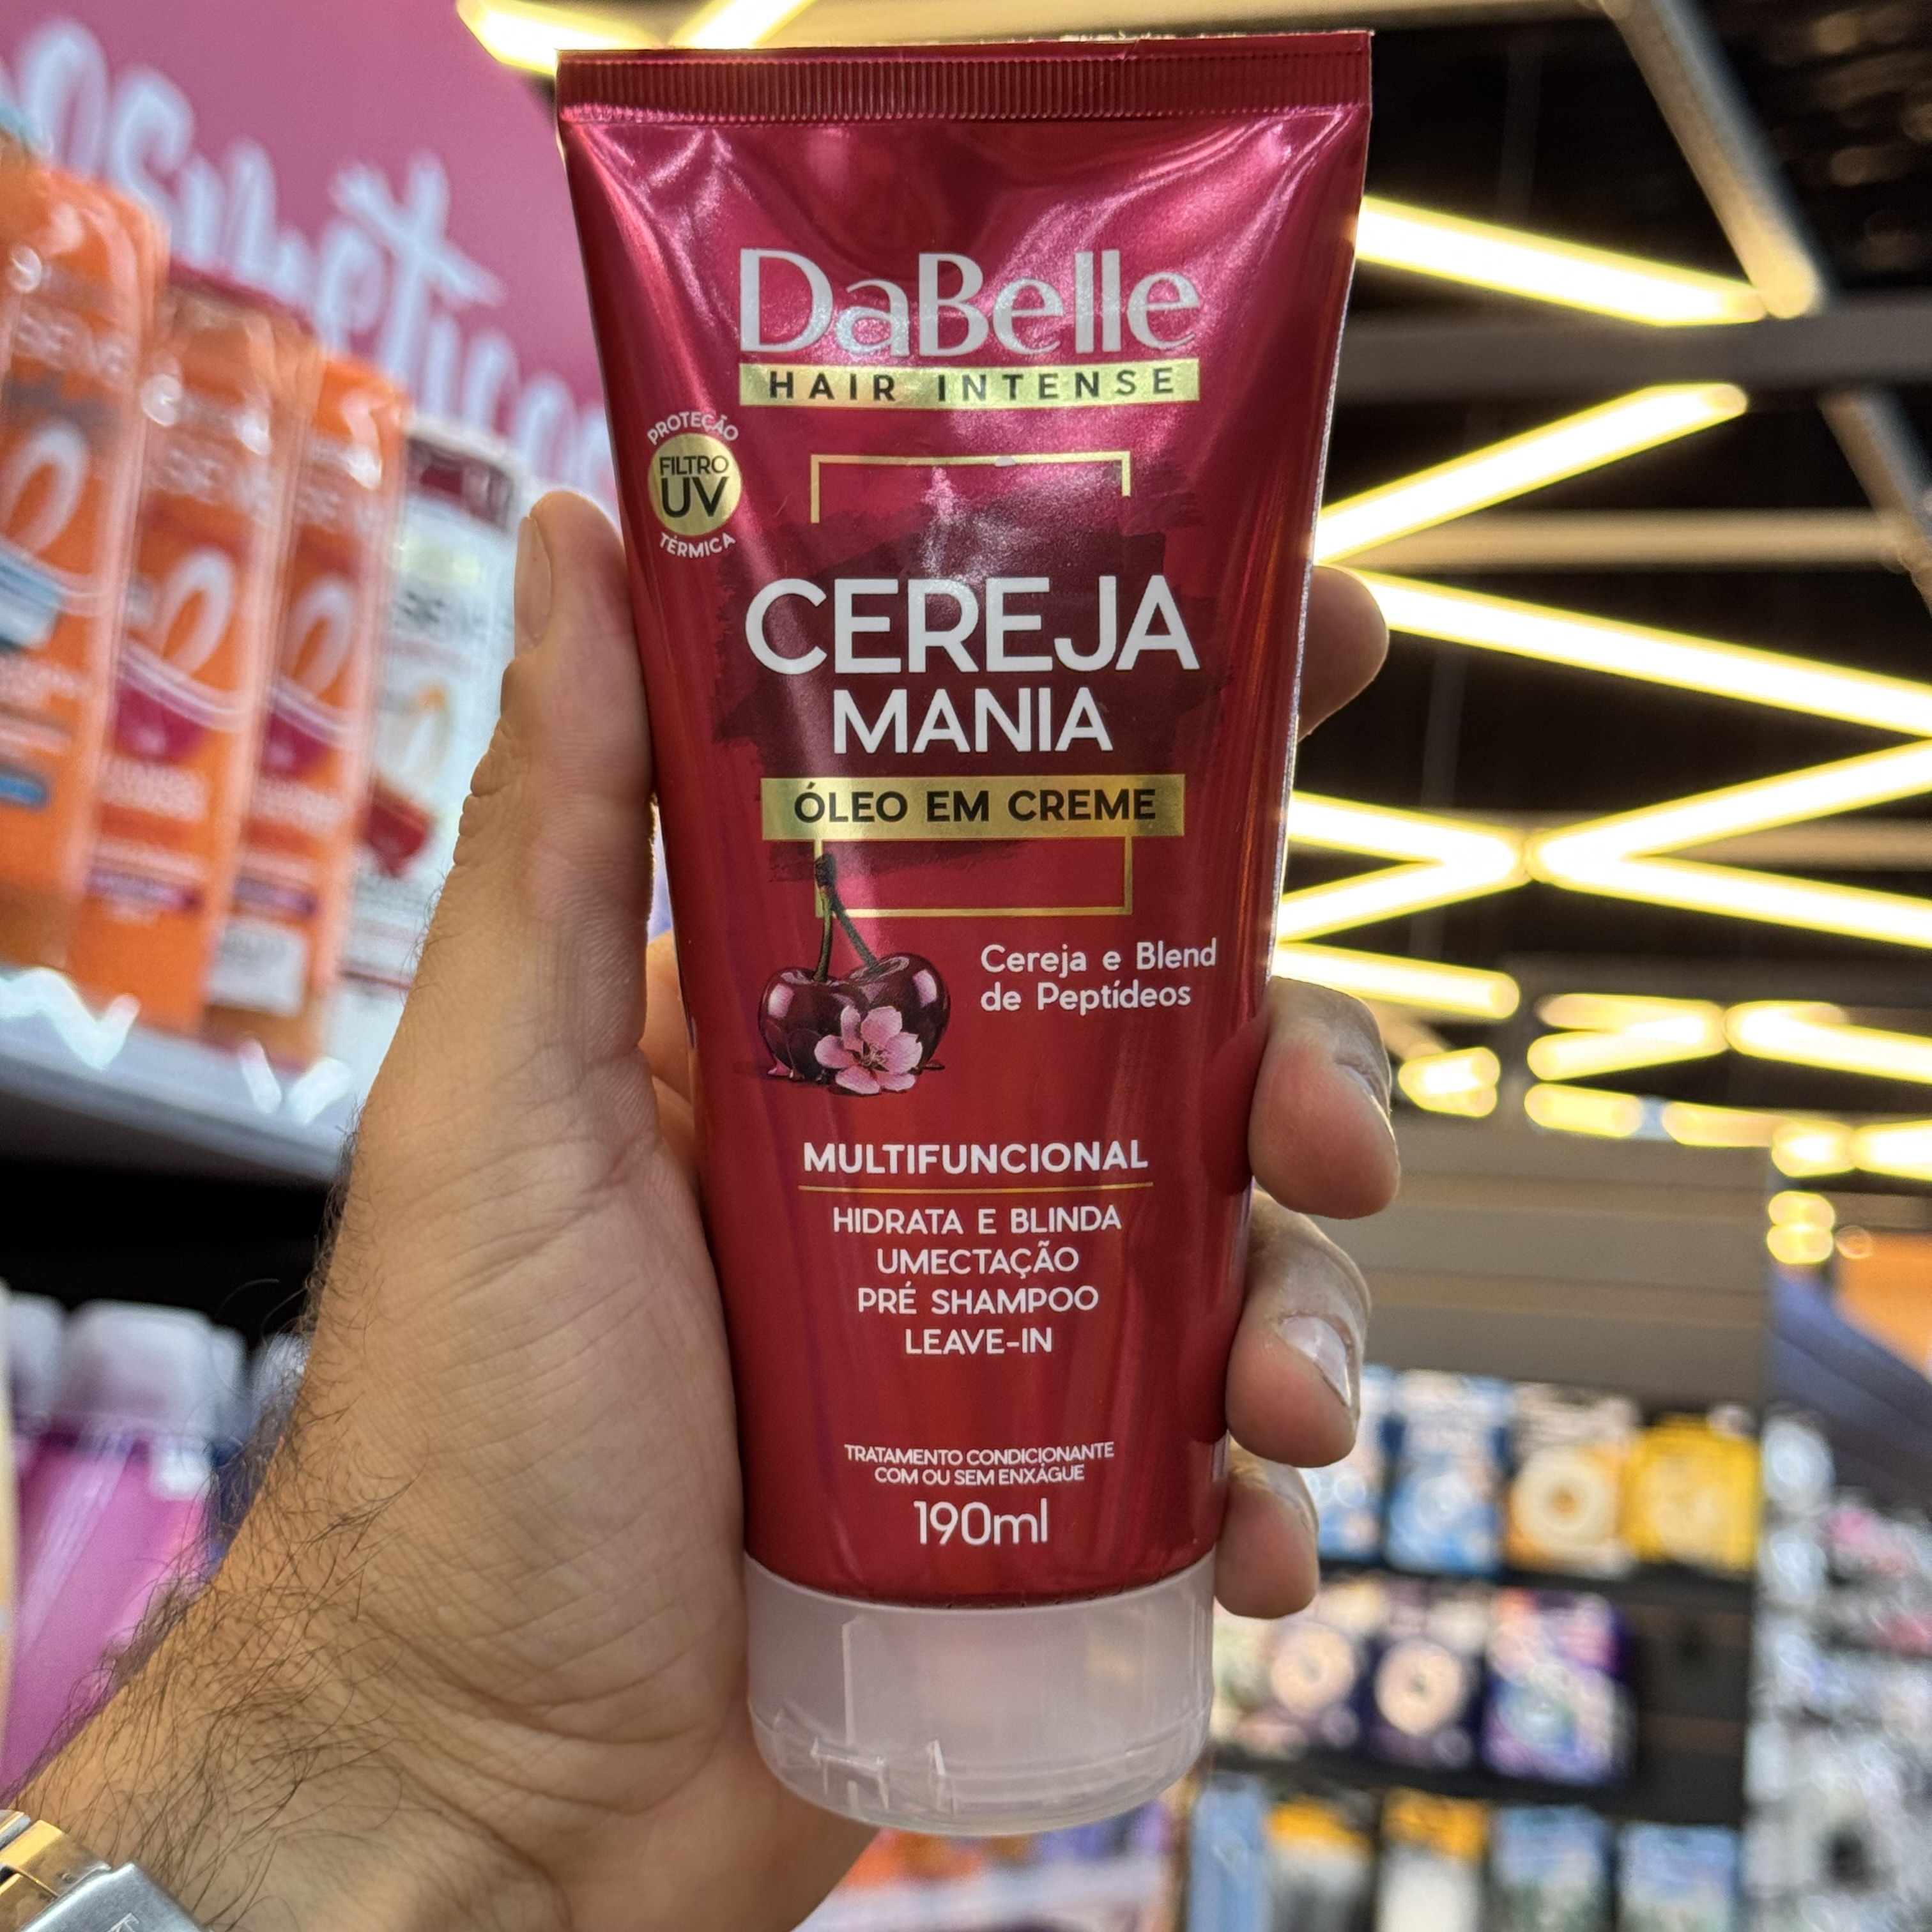 DaBelle
HAIR INTENSE
PROTEÇÃO
FILTRO
UV
TÉRMICA
CEREJA
MANIA
ÓLEO EM CREME
Cereja e Blend
de Peptídeos
MULTIFUNCIONAL
HIDRATA E BLINDA
UMECTAÇÃO
PRÉ SHAMPOO
LEAVE-IN
TRATAMENTO CONDICIONANTE
COM OU SEM ENXÁGUE
190ml